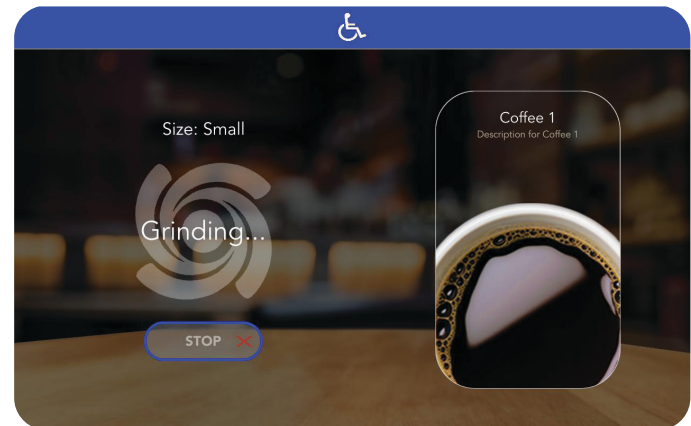 Size: Small
Grinding...
STOP
Coffee 1
Description for Coffee 1